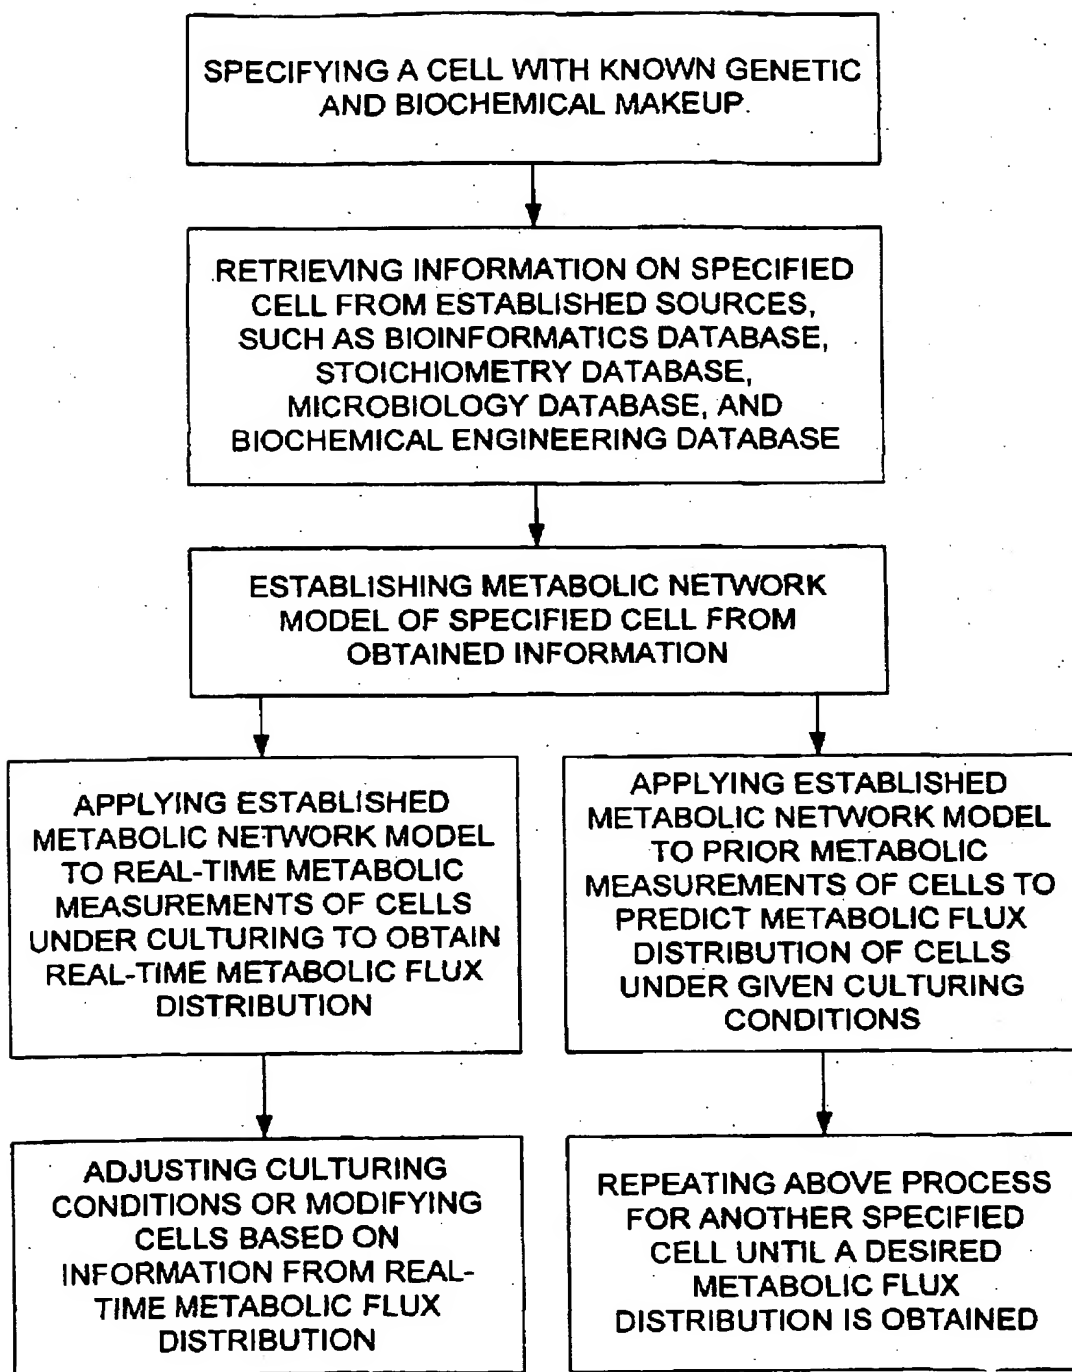 SPECIFYING A CELL WITH KNOWN GENETIC
AND BIOCHEMICAL MAKEUP.
RETRIEVING INFORMATION ON SPECIFIED
CELL FROM ESTABLISHED SOURCES,
SUCH AS BIOINFORMATICS DATABASE,
STOICHIOMETRY DATABASE,
MICROBIOLOGY DATABASE, AND
BIOCHEMICAL ENGINEERING DATABASE
ESTABLISHING METABOLIC NETWORK
MODEL OF SPECIFIED CELL FROM
OBTAINED INFORMATION
APPLYING ESTABLISHED
METABOLIC NETWORK MODEL
TO REAL-TIME METABOLIC
MEASUREMENTS OF CELLS
UNDER CULTURING TO OBTAIN
REAL-TIME METABOLIC FLUX
DISTRIBUTION
APPLYING ESTABLISHED
METABOLIC NETWORK MODEL
TO PRIOR METABOLIC
MEASUREMENTS OF CELLS TO
PREDICT METABOLIC FLUX
DISTRIBUTION OF CELLS
UNDER GIVEN CULTURING
CONDITIONS
ADJUSTING CULTURING
CONDITIONS OR MODIFYING
CELLS BASED ON
INFORMATION FROM REAL-
TIME METABOLIC FLUX
DISTRIBUTION
REPEATING ABOVE PROCESS
FOR ANOTHER SPECIFIED
CELL UNTIL A DESIRED
METABOLIC FLUX
DISTRIBUTION IS OBTAINED